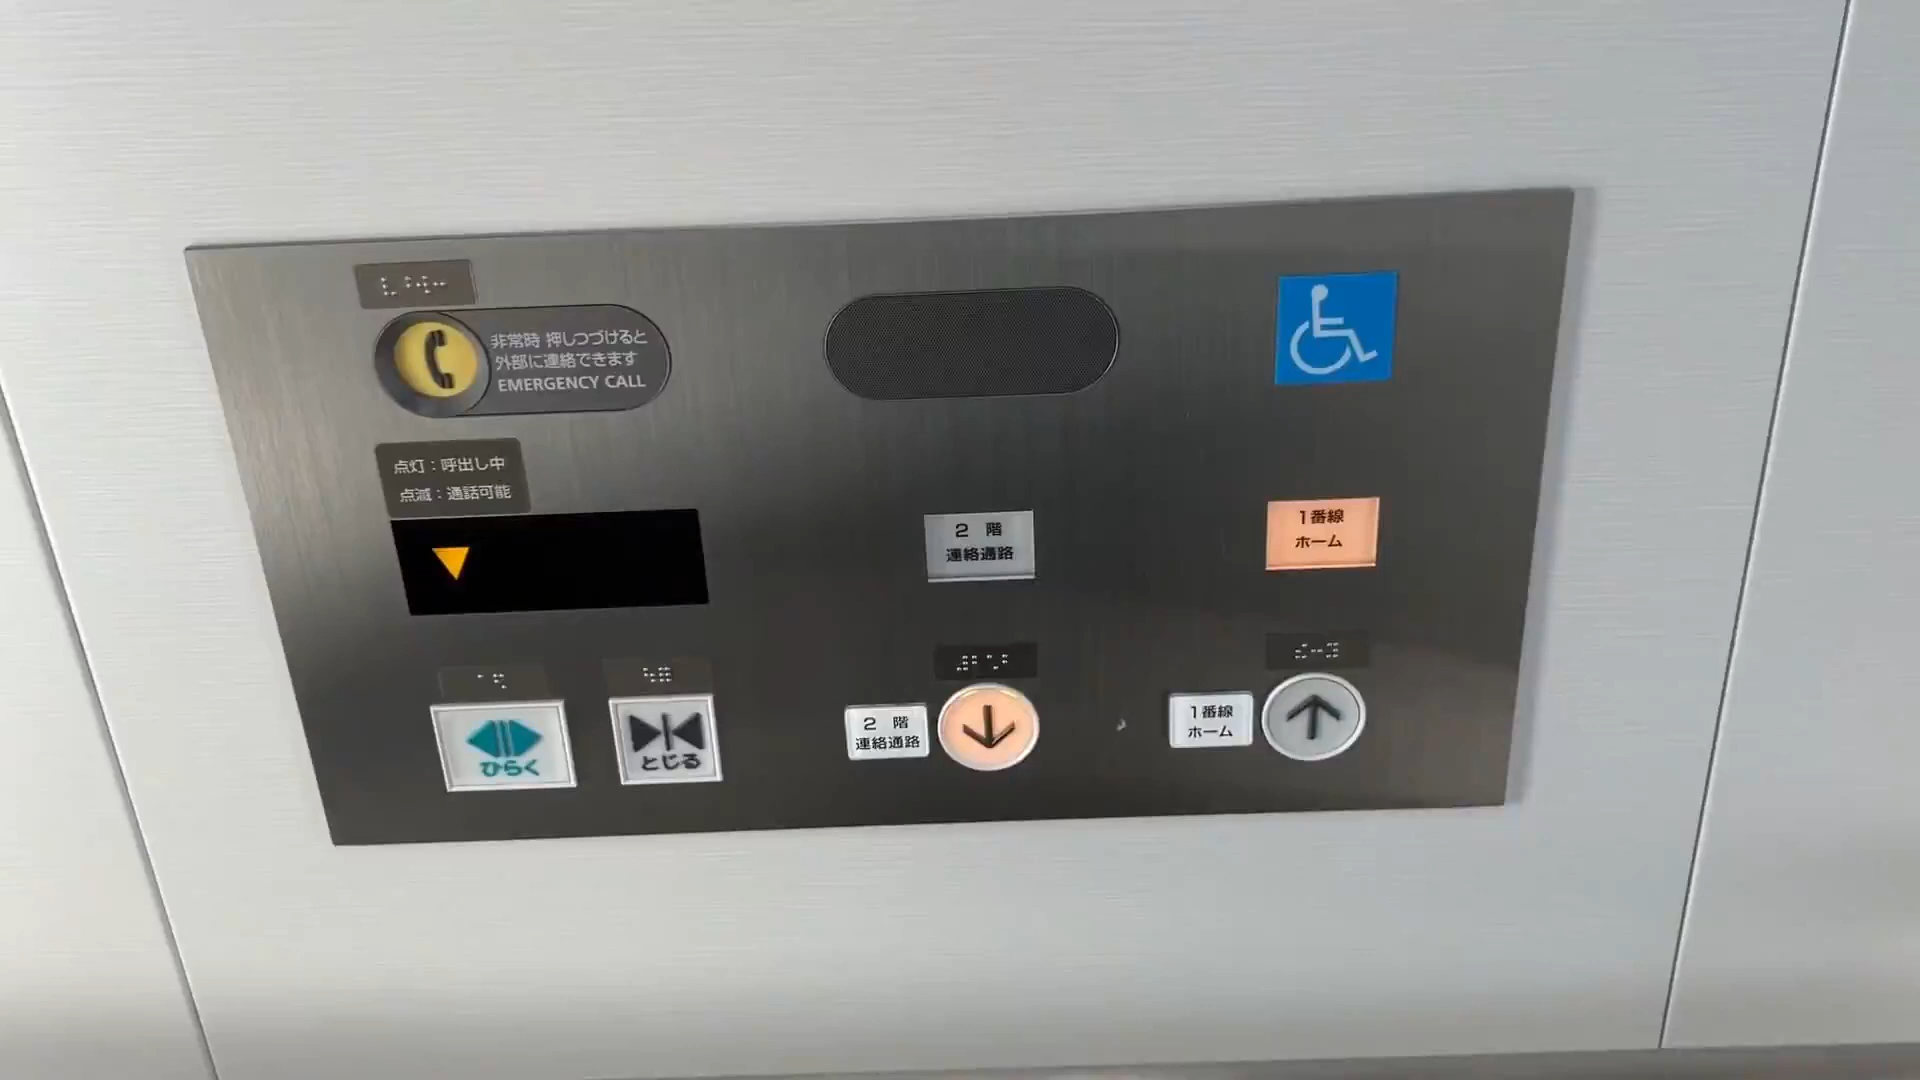 非常時 押しつづけると
外部に連絡できます
EMERGENCY CALL
点灯：呼出し中
点滅：通話可能
2 階
連絡通路
1番線
ホーム
ひらく
とじる
2 階
連絡通路
1番線
ホーム